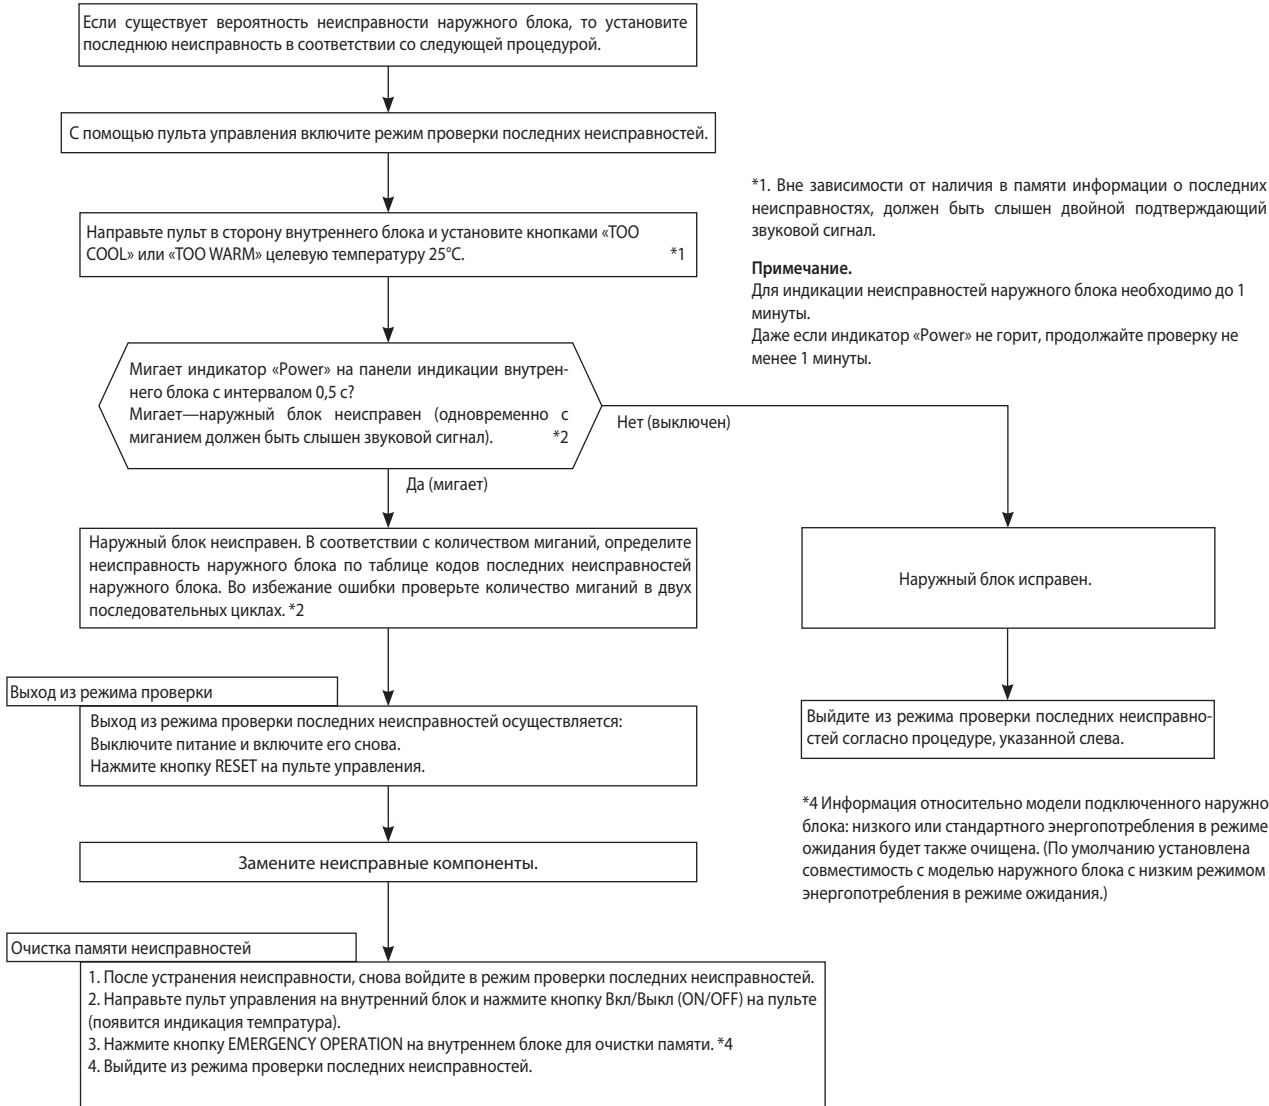 Если существует вероятность неисправности наружного блока, то установите
последнюю неисправность в соответствии со следующей процедурой.
С помощью пульта управления включите режим проверки последних неисправностей.
*1. Вне зависимости от наличия в памяти информации о последних
неисправностях, должен быть слышен двойной подтверждающий
звуковой сигнал.
Примечание.
Для индикации неисправностей наружного блока необходимо до 1
минуты.
Даже если индикатор «Power» не горит, продолжайте проверку не
менее 1 минуты.
Направьте пульт в сторону внутреннего блока и установите кнопками «TOO
COOL» или «TOO WARM» целевую температуру 25°C. *1
Мигает индикатор «Power» на панели индикации внутрен-
него блока с интервалом 0,5 с?
Мигает—наружный блок неисправен (одновременно с
миганием должен быть слышен звуковой сигнал). *2
Нет (выключен)
Да (мигает)
Наружный блок неисправен. В соответствии с количеством миганий, определите
неисправность наружного блока по таблице кодов последних неисправностей
наружного блока. Во избежание ошибки проверьте количество миганий в двух
последовательных циклах. *2
Наружный блок исправен.
Выход из режима проверки
Выход из режима проверки последних неисправностей осуществляется:
Выключите питание и включите его снова.
Нажмите кнопку RESET на пульте управления.
Выйдите из режима проверки последних неисправно-
стей согласно процедуре, указанной слева.
*4 Информация относительно модели подключенного наружно
блока: низкого или стандартного энергопотребления в режиме
ожидания будет также очищена. (По умолчанию установлена
совместимость с моделью наружного блока с низким режимом
энергопотребления в режиме ожидания.)
Замените неисправные компоненты.
Очистка памяти неисправностей
1. После устранения неисправности, снова войдите в режим проверки последних неисправностей.
2. Направьте пульт управления на внутренний блок и нажмите кнопку Вкл/Выкл (ON/OFF) на пульте
(появится индикация темпратура).
3. Нажмите кнопку EMERGENCY OPERATION на внутреннем блоке для очистки памяти. *4
4. Выйдите из режима проверки последних неисправностей.